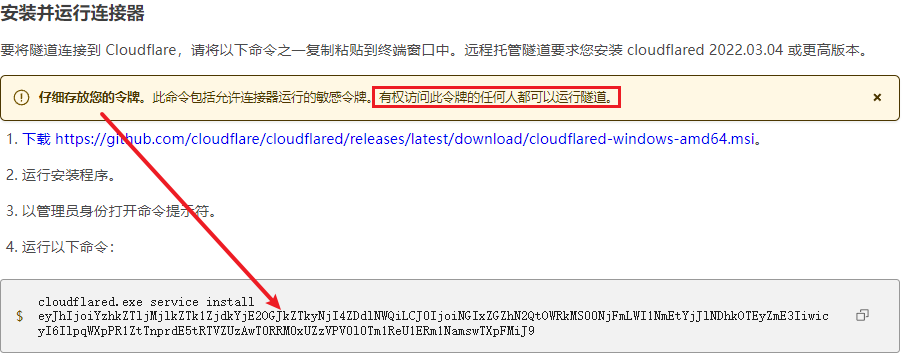 安装并运行连接器
要将隧道连接到 Cloudflare，请将以下命令之一复制粘贴到终端窗口中。远程托管隧道要求您安装 cloudflared 2022.03.04 或更高版本。
仔细存放您的令牌。此命令包括允许连接器运行的敏感令牌。有权访问此令牌的任何人都可以运行隧道。
1. 下载 https://github.com/cloudflare/cloudflared/releases/latest/download/cloudflared-windows-amd64.msi。
2. 运行安装程序。
3. 以管理员身份打开命令提示符。
4. 运行以下命令：
$ cloudflared.exe service install